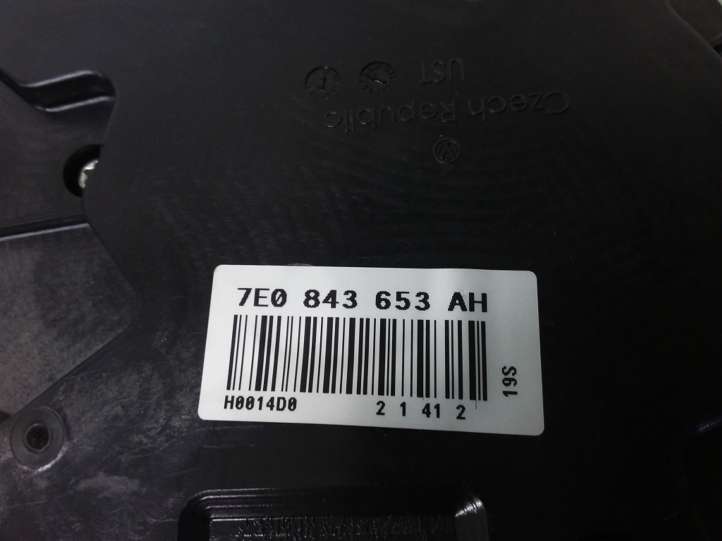 UST
Czech Republic
7E0 843 653 AH
H0014D0
2 1 41 2
19S